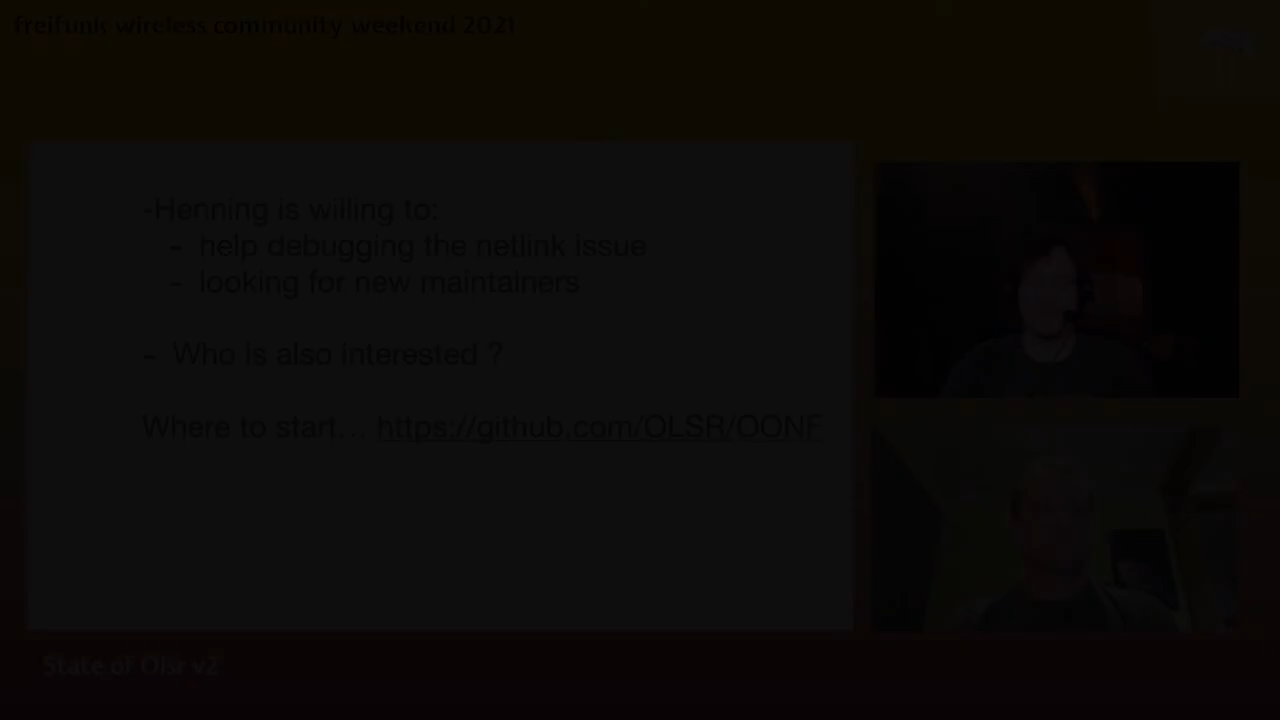 freifunk wireless community weekend 2021
-Henning is willing to:
- help debugging the netlink issue
- looking for new maintainers
- Who is also interested ?
Where to start... https://github.com/OLSR/OONF
State of Olsr v2